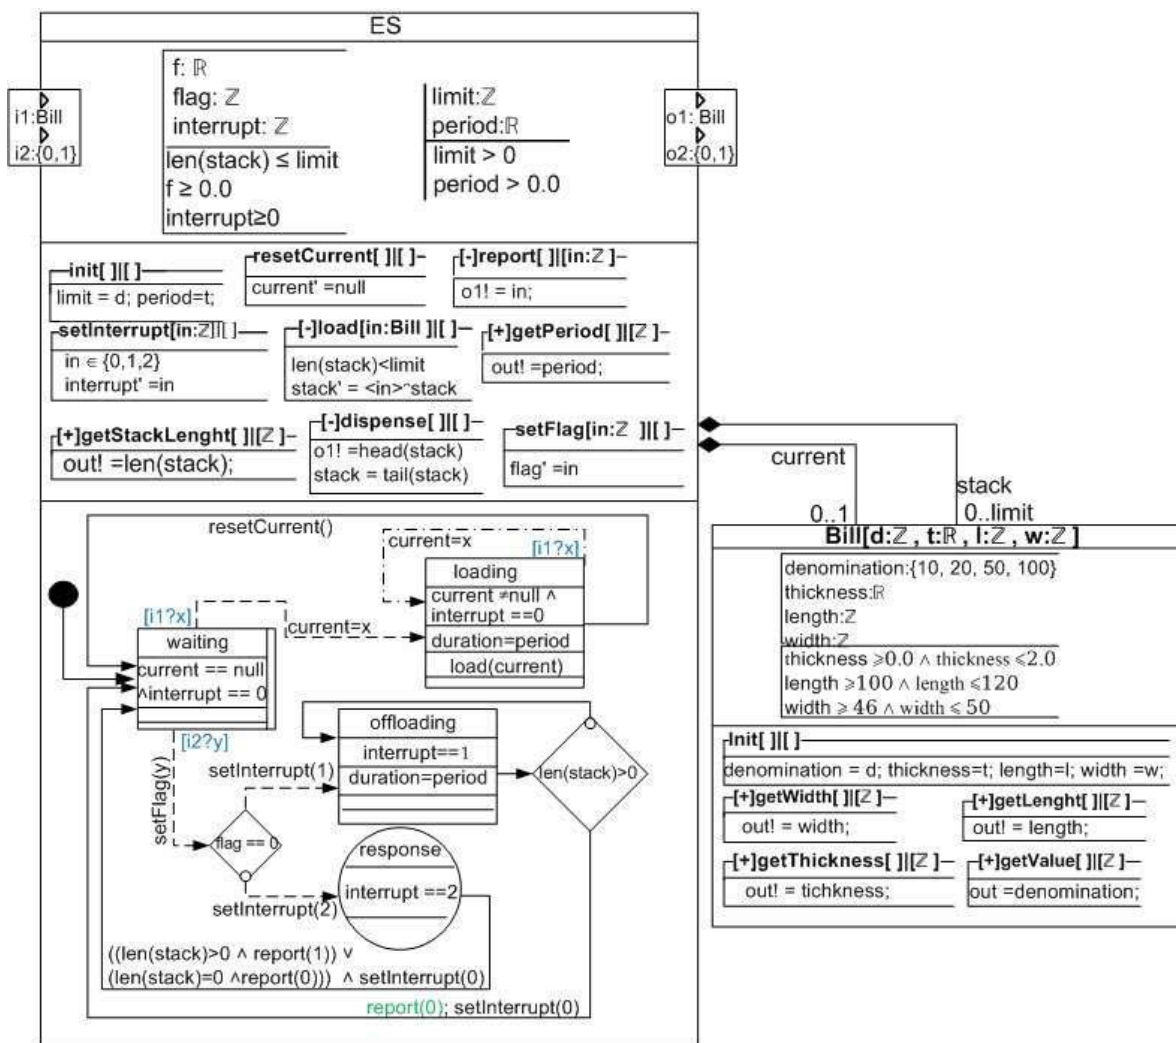 ES
f: ℝ
flag: ℤ
interrupt: ℤ
len(stack) ≤ limit
f ≥ 0.0
interrupt≥0
limit:ℤ
period:ℝ
limit > 0
period > 0.0
i1:Bill
i2:{0,1}
o1: Bill
o2:{0,1}
init[ ]|[ ]
limit = d; period=t;
resetCurrent[ ]|[ ]
current' =null
[-]report[ ]|[in:ℤ ]
o1! = in;
setInterrupt[in:ℤ]|[ ]
in ∈ {0,1,2}
interrupt' =in
[-]load[in:Bill ]|[ ]
len(stack)<limit
stack' = <in>^stack
[+]getPeriod[ ]|[ℤ ]
out! =period;
[+]getStackLenght[ ]|[ℤ ]
out! =len(stack);
[-]dispense[ ]|[ ]
o1! =head(stack)
stack = tail(stack)
setFlag[in:ℤ ]|[ ]
flag' =in
current
0..1
stack
0..limit
resetCurrent()
current=x
[i1?x]
loading
current ≠null ∧
interrupt ==0
duration=period
load(current)
[i1?x]
current=x
waiting
current == null
∧interrupt == 0
[i2?y]
setFlag(y)
flag == 0
setInterrupt(1)
setInterrupt(2)
offloading
interrupt==1
duration=period
len(stack)>0
response
interrupt ==2
((len(stack)>0 ∧ report(1)) ∨
(len(stack)=0 ∧report(0))) ∧ setInterrupt(0)
report(0); setInterrupt(0)
Bill[d:ℤ , t:ℝ , l:ℤ , w:ℤ ]
denomination:{10, 20, 50, 100}
thickness:ℝ
length:ℤ
width:ℤ
thickness ⩾0.0 ∧ thickness ⩽2.0
length ⩾100 ∧ length ⩽120
width ⩾ 46 ∧ width ⩽ 50
Init[ ]|[ ]
denomination = d; thickness=t; length=l; width =w;
[+]getWidth[ ]|[ℤ ]
out! = width;
[+]getLenght[ ]|[ℤ ]
out! = length;
[+]getThickness[ ]|[ℤ ]
out! = tichkness;
[+]getValue[ ]|[ℤ ]
out =denomination;